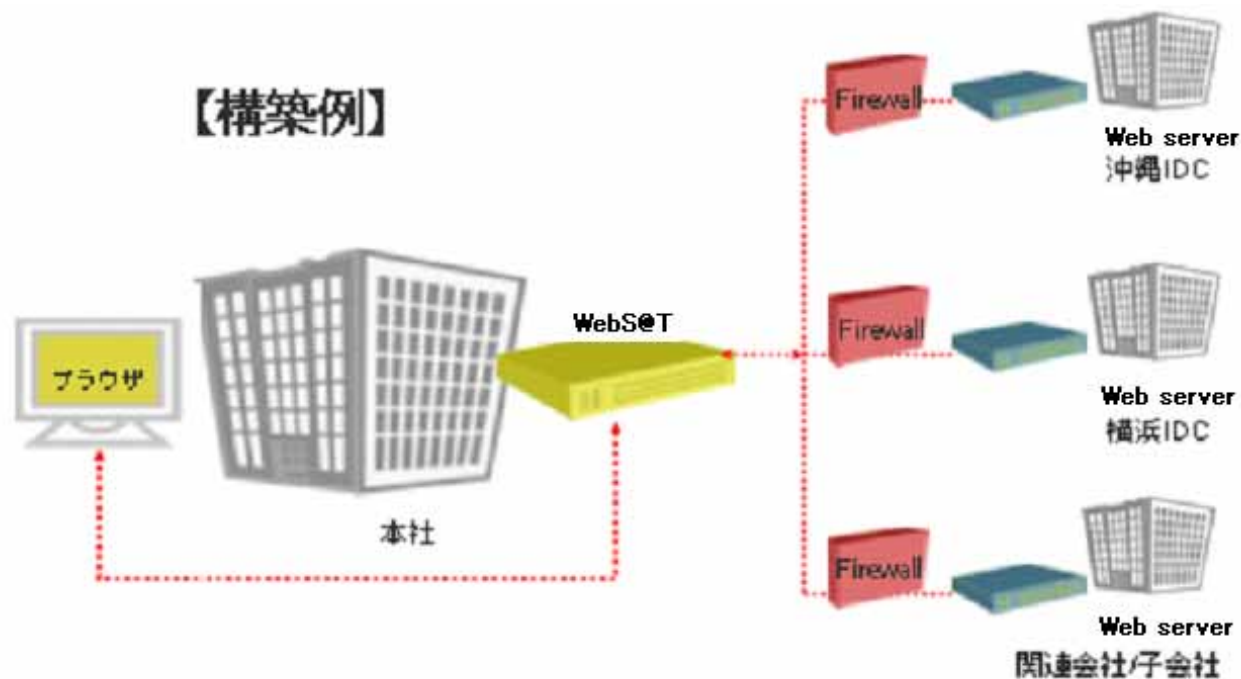 【構築例】
Firewall
Web server
沖縄IDC
WebS@T
ブラウザ
Firewall
Web server
横浜IDC
本社
Firewall
Web server
関連会社/子会社